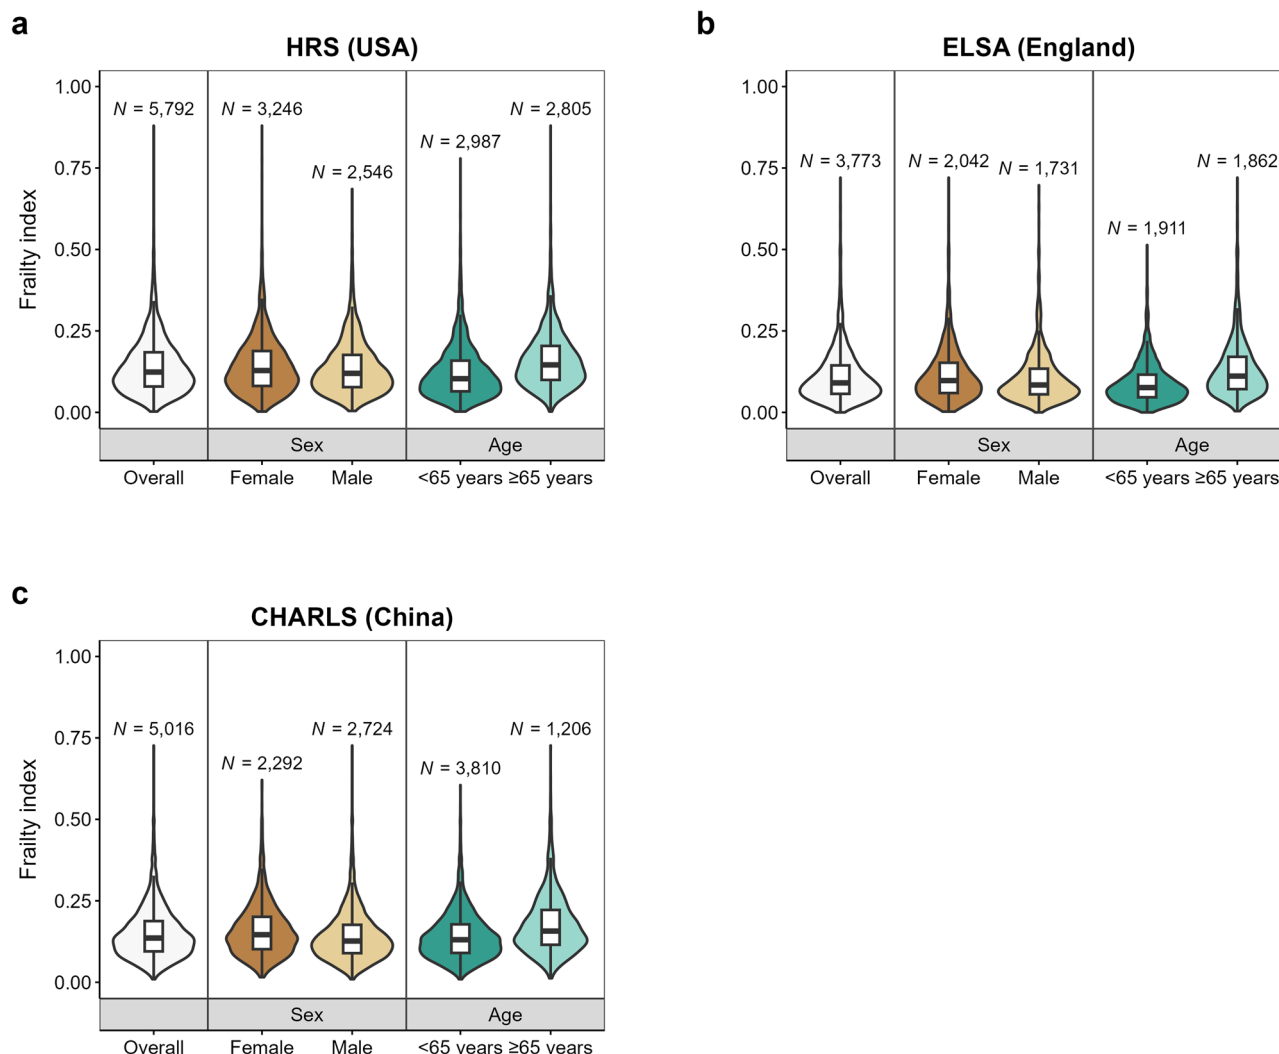 a
HRS (USA)
1.00
0.75
0.50
0.25
0.00
Frailty index
N = 5,792
N = 3,246
N = 2,546
N = 2,987
N = 2,805
Sex
Age
Overall
Female
Male
<65 years
≥65 years
b
ELSA (England)
1.00
0.75
0.50
0.25
0.00
N = 3,773
N = 2,042
N = 1,731
N = 1,911
N = 1,862
Sex
Age
Overall
Female
Male
<65 years
≥65 years
c
CHARLS (China)
1.00
0.75
0.50
0.25
0.00
Frailty index
N = 5,016
N = 2,292
N = 2,724
N = 3,810
N = 1,206
Sex
Age
Overall
Female
Male
<65 years
≥65 years